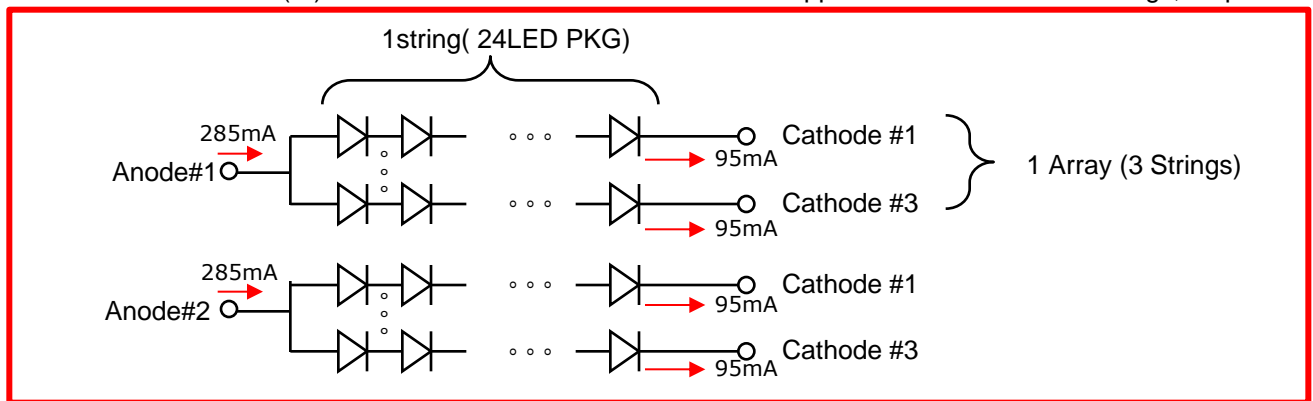 1string( 24LED PKG)
285mA
Anode#1
95mA
Cathode #1
1 Array (3 Strings)
95mA
Cathode #3
285mA
Anode#2
95mA
Cathode #1
95mA
Cathode #3